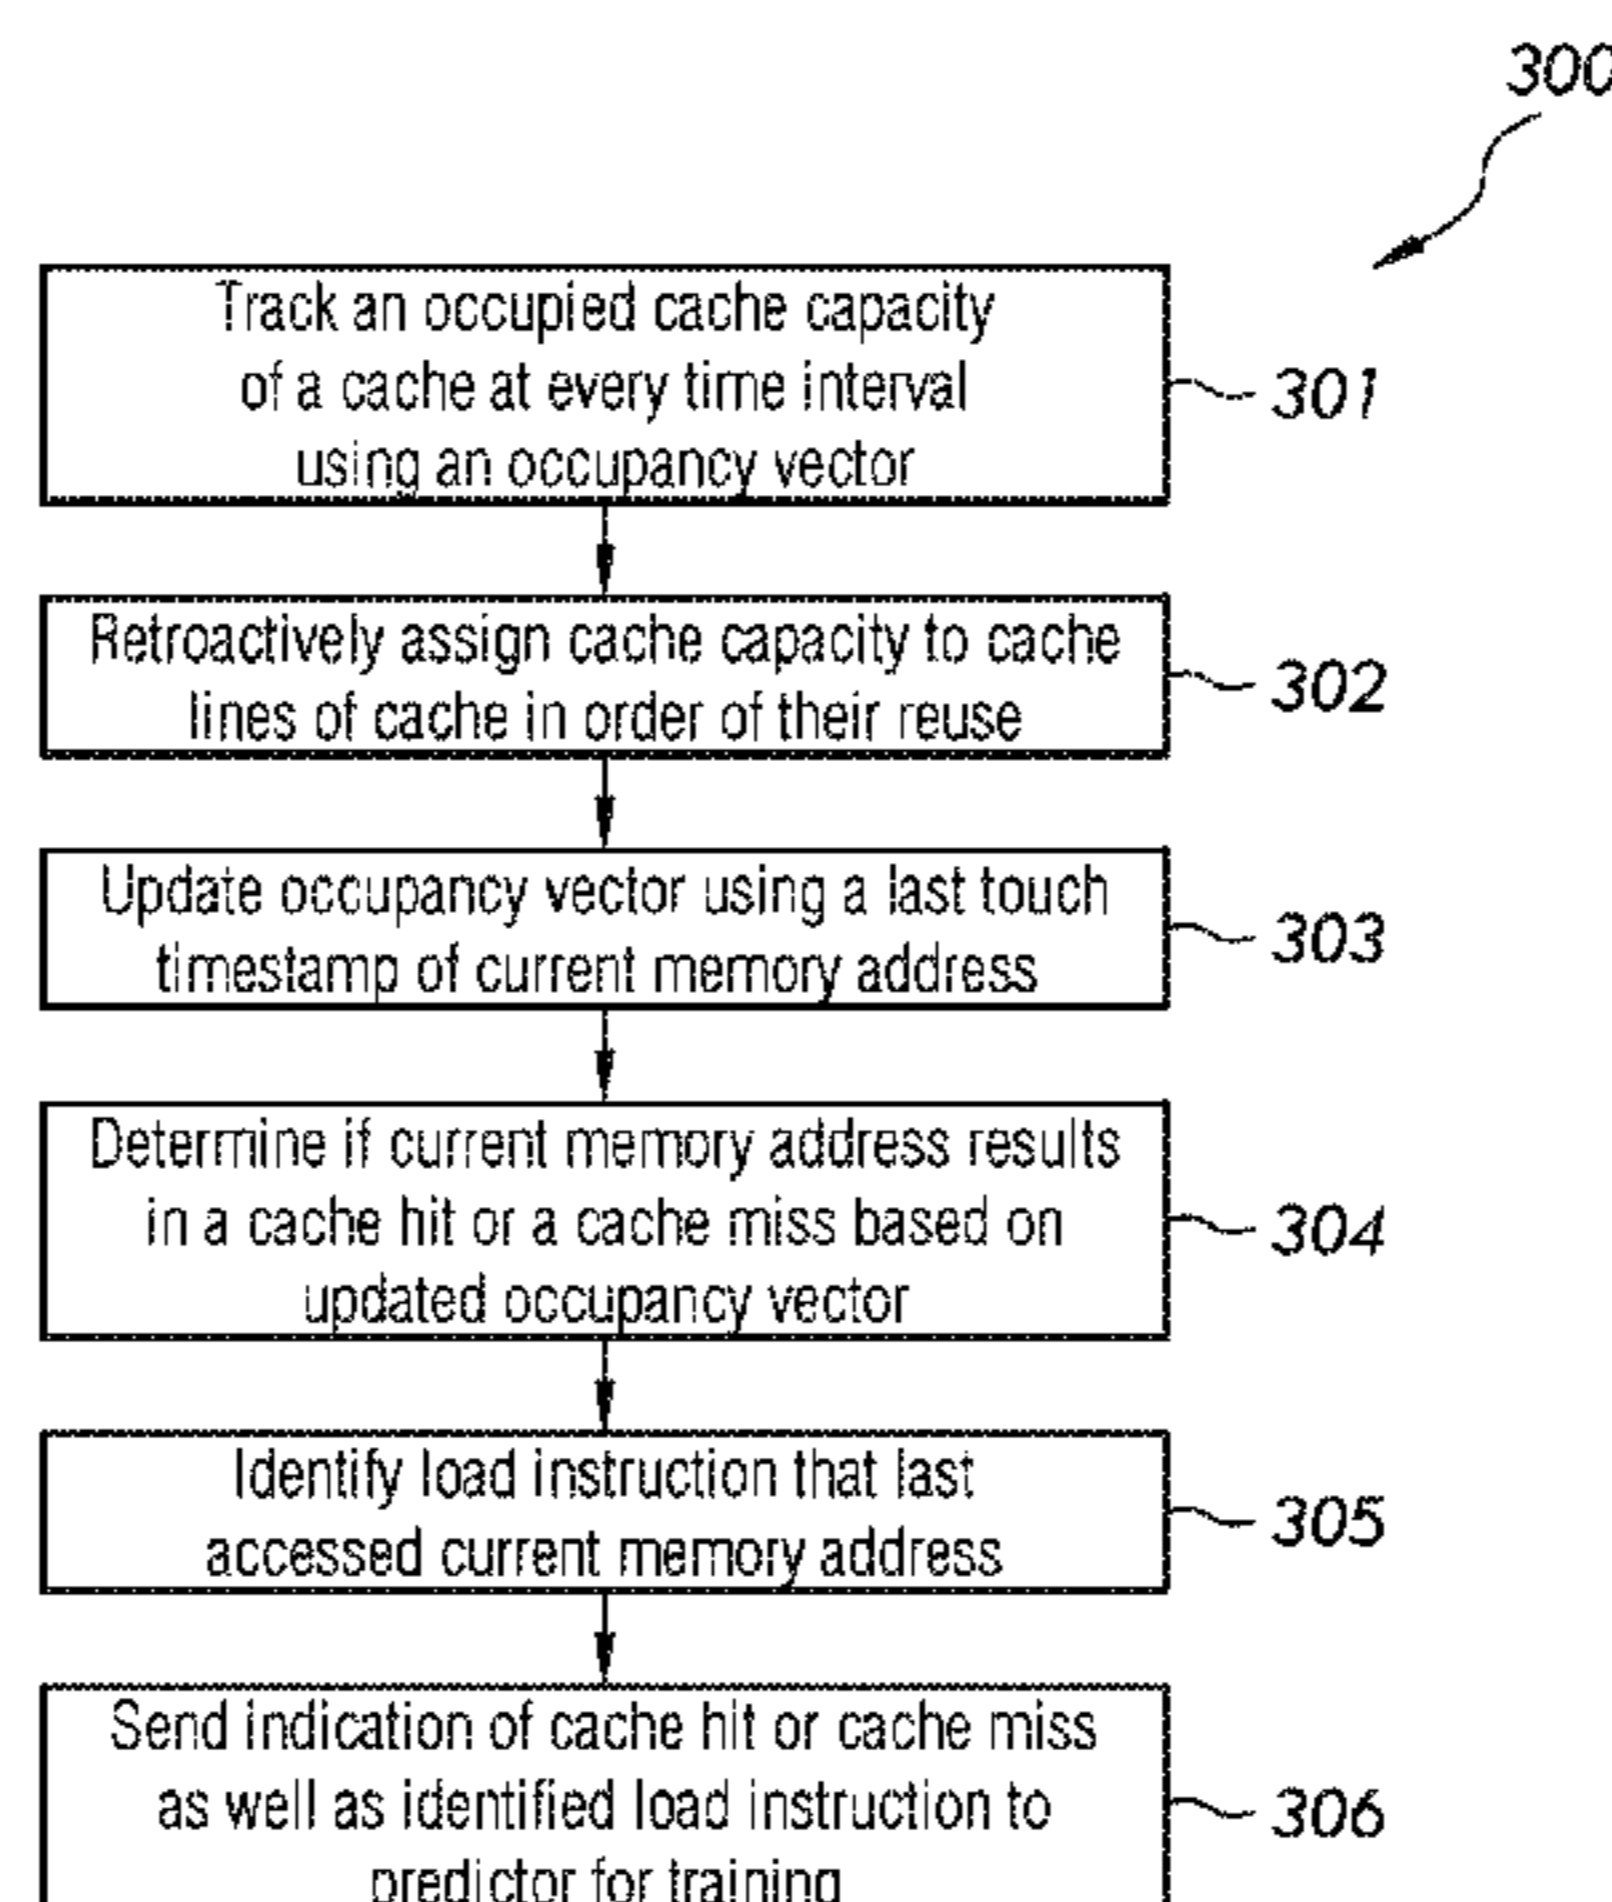 300
Track an occupied cache capacity
of a cache at every time interval
using an occupancy vector
301
Retroactively assign cache capacity to cache
lines of cache in order of their reuse
302
Update occupancy vector using a last touch
timestamp of current memory address
303
Determine if current memory address results
in a cache hit or a cache miss based on
updated occupancy vector
304
Identify load instruction that last
accessed current memory address
305
Send indication of cache hit or cache miss
as well as identified load instruction to
predictor for training
306